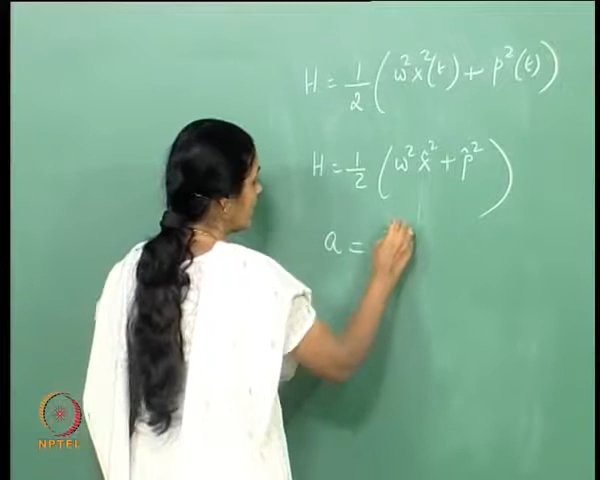 H = 1/2 (ω²x²(t) + p²(t))
H = 1/2 (ω²x̂² + p̂²)
a =
NPTEL